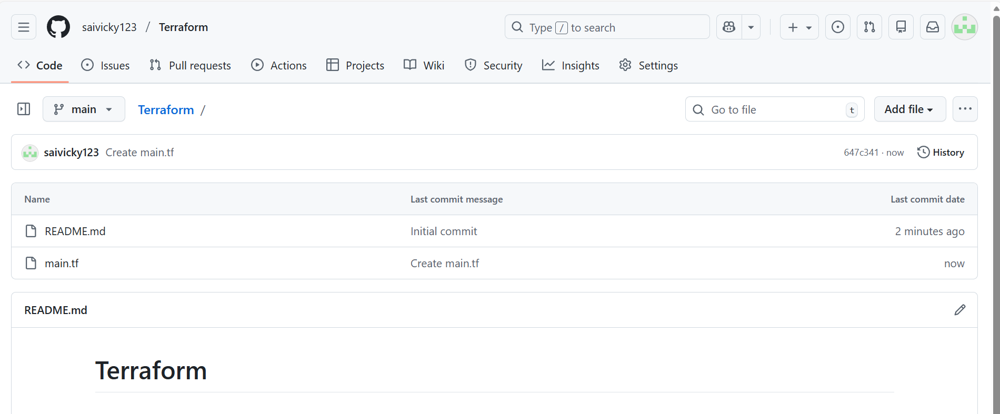 saivicky123 / Terraform
Type / to search
Code Issues Pull requests Actions Projects Wiki Security Insights Settings
main
Terraform /
Go to file t
Add file
saivicky123 Create main.tf
647c341 · now History
Name Last commit message Last commit date
README.md Initial commit 2 minutes ago
main.tf Create main.tf now
README.md
Terraform